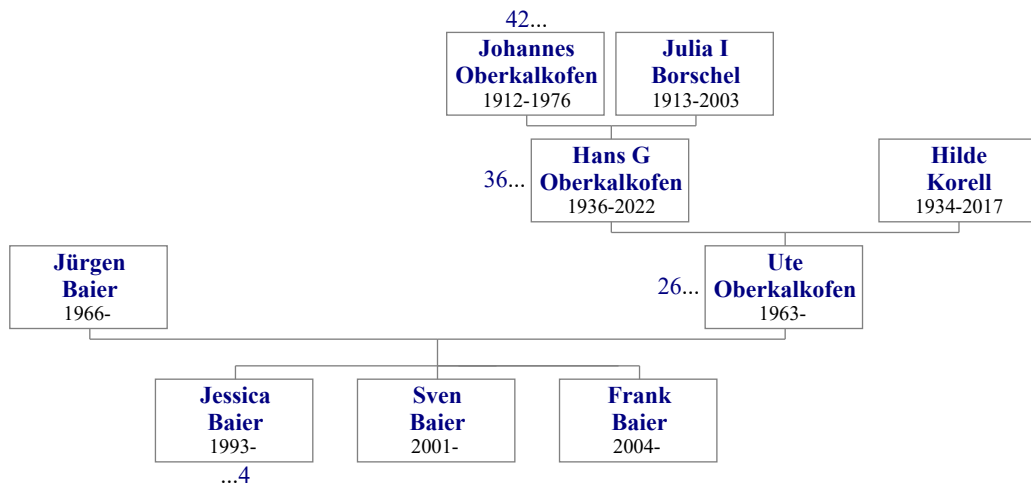 42...
Johannes
Oberkalkofen
1912-1976
Julia I
Borschel
1913-2003
36...
Hans G
Oberkalkofen
1936-2022
Hilde
Korell
1934-2017
Jürgen
Baier
1966-
26...
Ute
Oberkalkofen
1963-
Jessica
Baier
1993-
...4
Sven
Baier
2001-
Frank
Baier
2004-